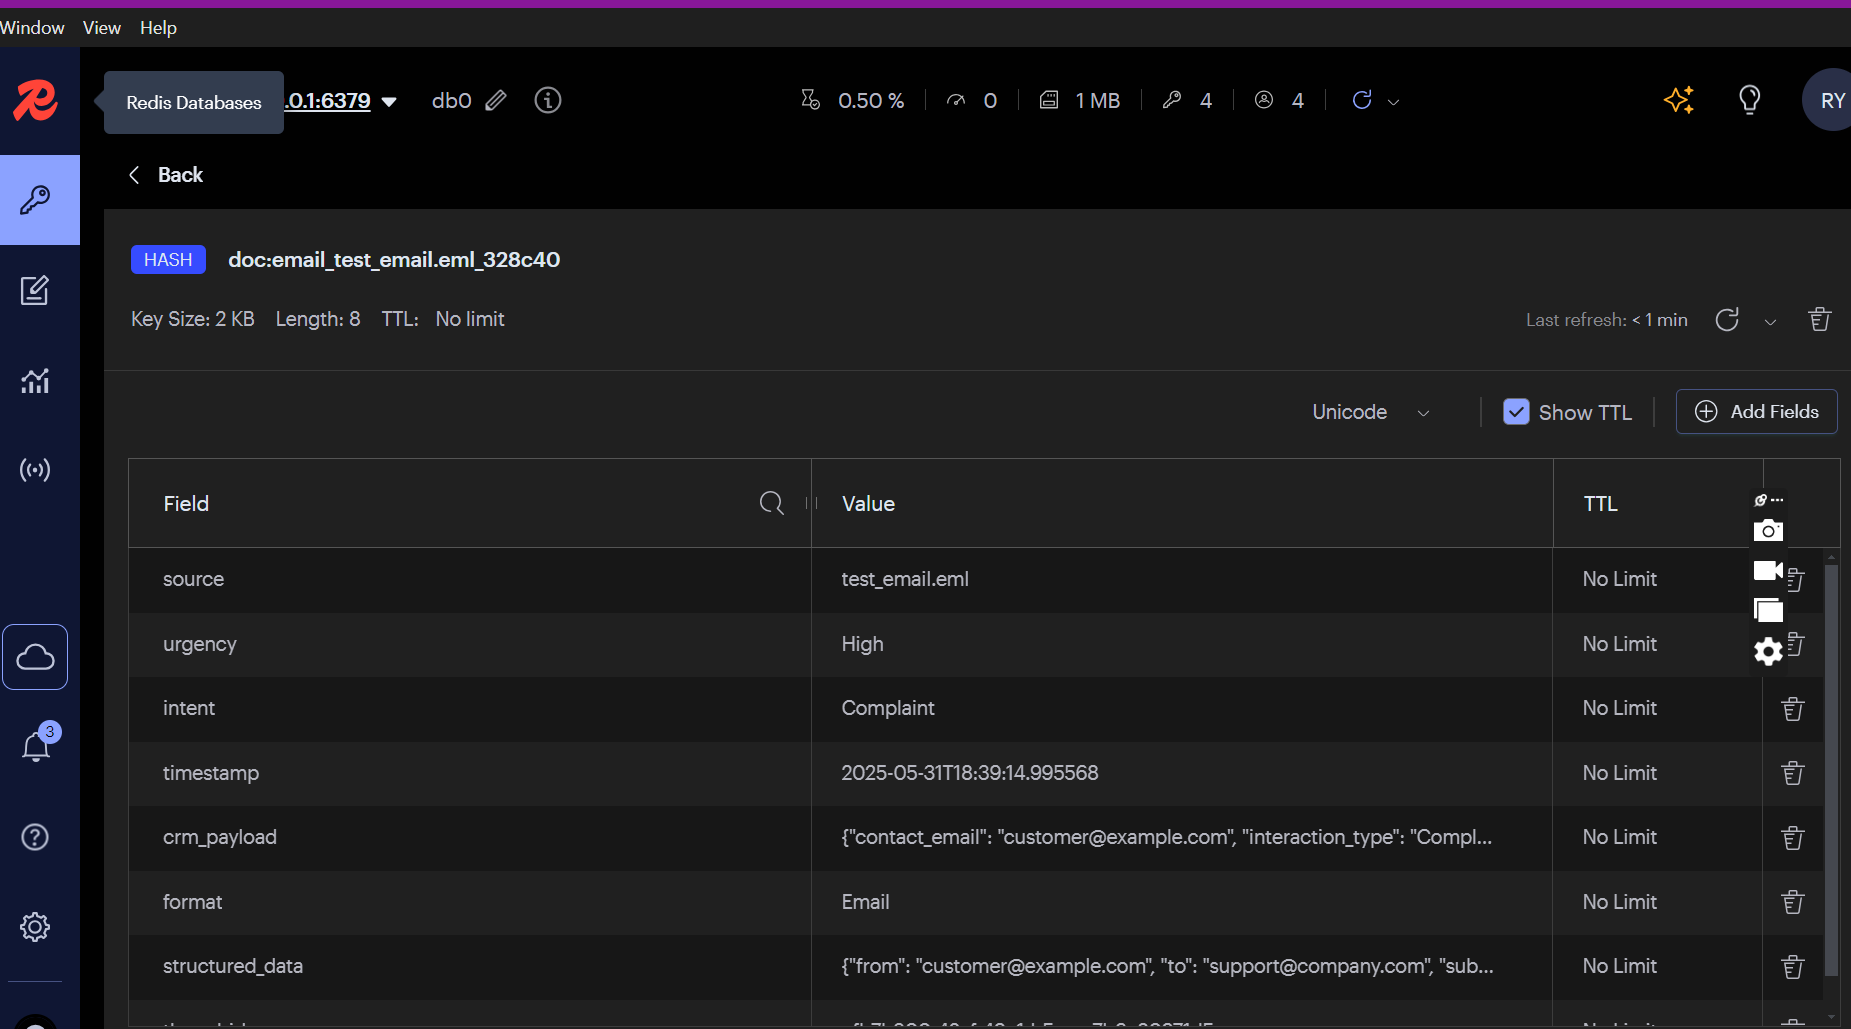 Window View Help
Redis Databases .0.1:6379 db0 0.50 % 0 1 MB 4 4 RY
Back
HASH doc:email_test_email.eml_328c40
Key Size: 2 KB Length: 8 TTL: No limit Last refresh: < 1 min
Unicode Show TTL Add Fields
Field Value TTL
source test_email.eml No Limit
urgency High No Limit
intent Complaint No Limit
3
timestamp 2025-05-31T18:39:14.995568 No Limit
crm_payload {"contact_email": "customer@example.com", "interaction_type": "Compl... No Limit
format Email No Limit
structured_data {"from": "customer@example.com", "to": "support@company.com", "sub... No Limit